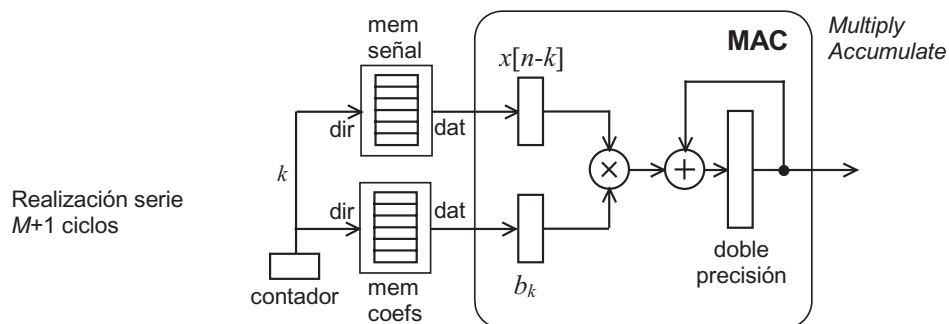 mem
señal
MAC
Multiply
Accumulate
x[n-k]
dir
dat
k
Realización serie
M+1 ciclos
dir
dat
×
+
contador
mem
coefs
b_k
doble
precisión